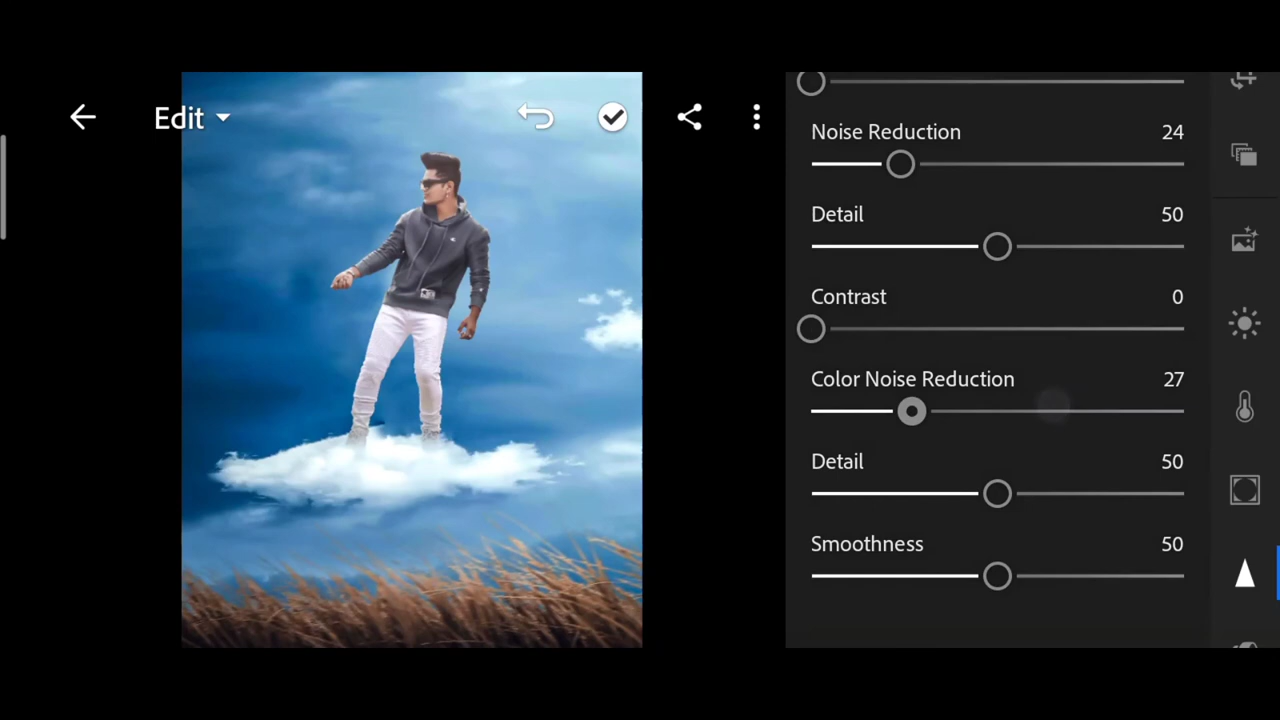 Edit
Noise Reduction 24
Detail 50
Contrast 0
Color Noise Reduction 27
Detail 50
Smoothness 50